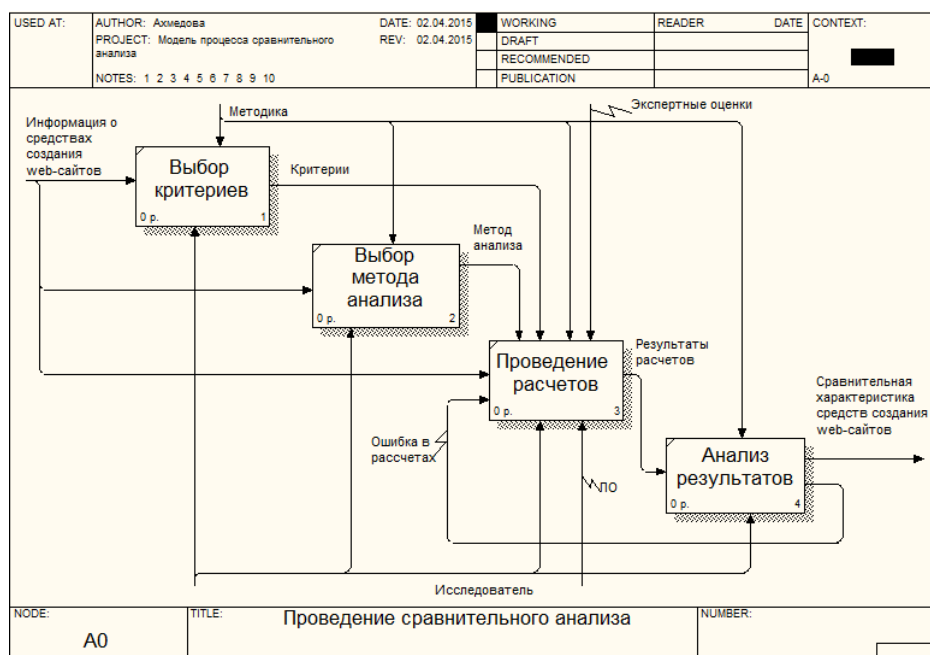 USED AT:
AUTHOR: Ахмедова
DATE: 02.04.2015
PROJECT: Модель процесса сравнительного
анализа
REV: 02.04.2015
NOTES: 1 2 3 4 5 6 7 8 9 10
WORKING
DRAFT
RECOMMENDED
PUBLICATION
READER
DATE
CONTEXT:
A-0
Методика
Экспертные оценки
Информация о
средствах
создания
web-сайтов
Выбор
критериев
0 р.
1
Критерии
Выбор
метода
анализа
0 р.
2
Метод
анализа
Проведение
расчетов
0 р.
3
Результаты
расчетов
Сравнительная
характеристика
средств создания
web-сайтов
Ошибка в
рассчетах
Анализ
результатов
0 р.
4
ПО
Исследователь
NODE:
A0
TITLE:
Проведение сравнительного анализа
NUMBER: